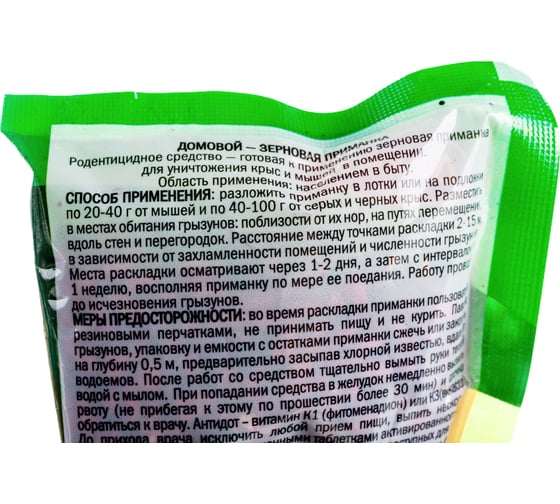 ДОМОВОЙ — ЗЕРНОВАЯ ПРИМАНКА
Родентицидное средство – готовая к применению зерновая приманка
для уничтожения крыс и мышей в помещении.
Область применения: населением в быту.
СПОСОБ ПРИМЕНЕНИЯ: разложить приманку в лотки или на подложки
по 20-40 г от мышей и по 40-100 г от серых и черных крыс.
в местах обитания грызунов: поблизости от их нор, на путях
вдоль стен и перегородок. Расстояние между точками раскладки 2-15
в зависимости от захламленности помещений и численности
Места раскладки осматривают через 1-2 дня, а затем с
1 неделю, восполняя приманку по мере ее поедания. Работу
до исчезновения грызунов.
МЕРЫ ПРЕДОСТОРОЖНОСТИ: во время раскладки приманки
резиновыми перчатками, не принимать пищу и не курить.
грызунов, упаковку и емкости с остатками приманки сжечь или
на глубину 0,5 м, предварительно засыпав хлорной известью,
водоемов. После работ со средством тщательно вымыть руки
водой с мылом. При попадании средства в желудок немедленно
рвоту (не прибегая к этому по прошествии более 30 мин) и
обратиться к врачу. Антидот – витамин К1 (фитоменадион) или К3
До прихода врача исключить любой прием пищи, выпить
таблетками